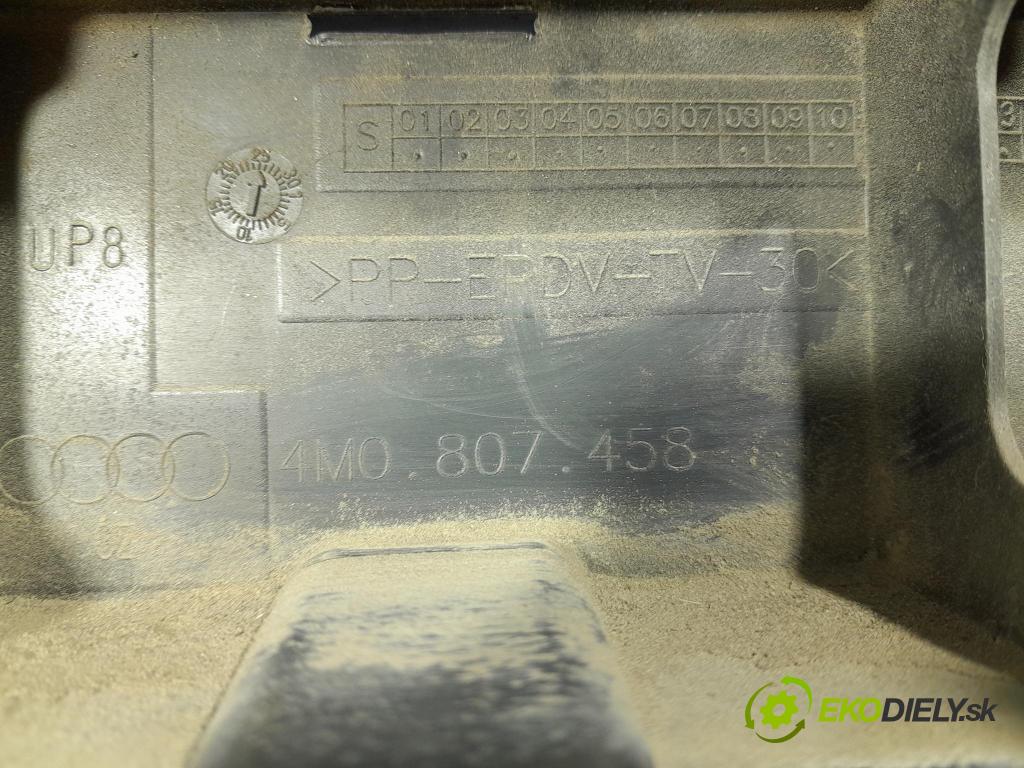 S 01 02 03 04 05 06 07 08 09 10
UP8
>PP-EPDV-TV-30<
4M0.807.458
EKODIELY.sk